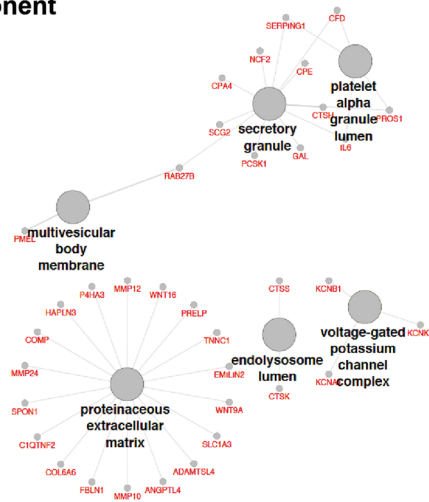 onent
CFD
SERPING1
NCF2
CPE
CPA4
platelet
alpha
granule
lumen
CTSH
PROS1
secretory
granule
SCG2
IL6
GAL
PCSK1
RAB27B
PMEL
multivesicular
body
membrane
MMP12
P4HA3
WNT16
HAPLN3
PRELP
COMP
TNNC1
MMP24
EMILIN2
SPON1
WNT9A
proteinaceous
extracellular
matrix
C1QTNF2
SLC1A3
COL6A6
ADAMTSL4
FBLN1
MMP10
ANGPTL4
CTSS
endolysosome
lumen
CTSK
KCNB1
KCNK
voltage-gated
potassium
channel
complex